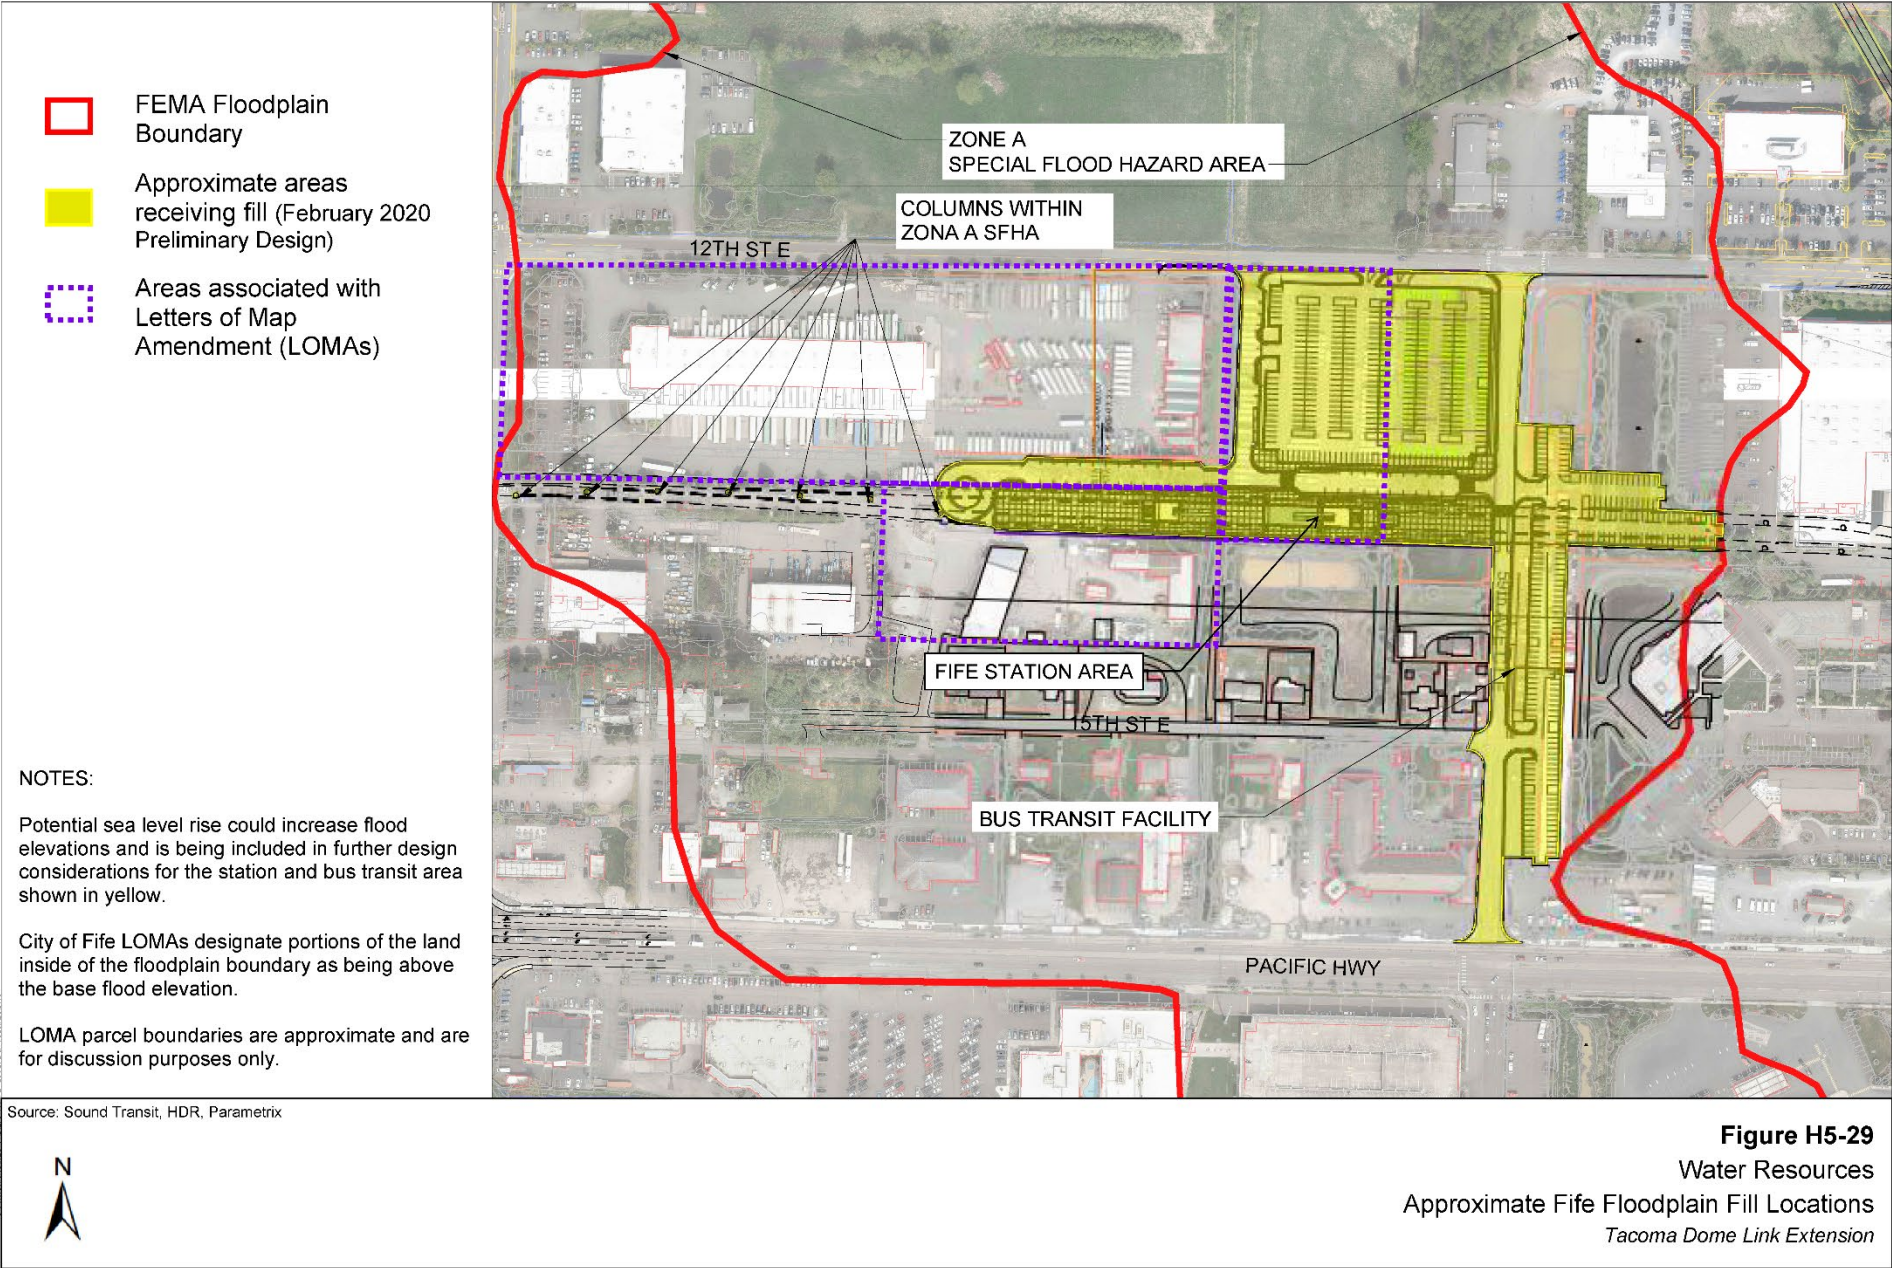 FEMA Floodplain
Boundary
Approximate areas
receiving fill (February 2020
Preliminary Design)
Areas associated with
Letters of Map
Amendment (LOMAs)
NOTES:
Potential sea level rise could increase flood
elevations and is being included in further design
considerations for the station and bus transit area
shown in yellow.
City of Fife LOMAs designate portions of the land
inside of the floodplain boundary as being above
the base flood elevation.
LOMA parcel boundaries are approximate and are
for discussion purposes only.
ZONE A
SPECIAL FLOOD HAZARD AREA
COLUMNS WITHIN
ZONA A SFHA
12TH ST E
FIFE STATION AREA
15TH ST E
BUS TRANSIT FACILITY
PACIFIC HWY
Source: Sound Transit, HDR, Parametrix
N
Figure H5-29
Water Resources
Approximate Fife Floodplain Fill Locations
Tacoma Dome Link Extension